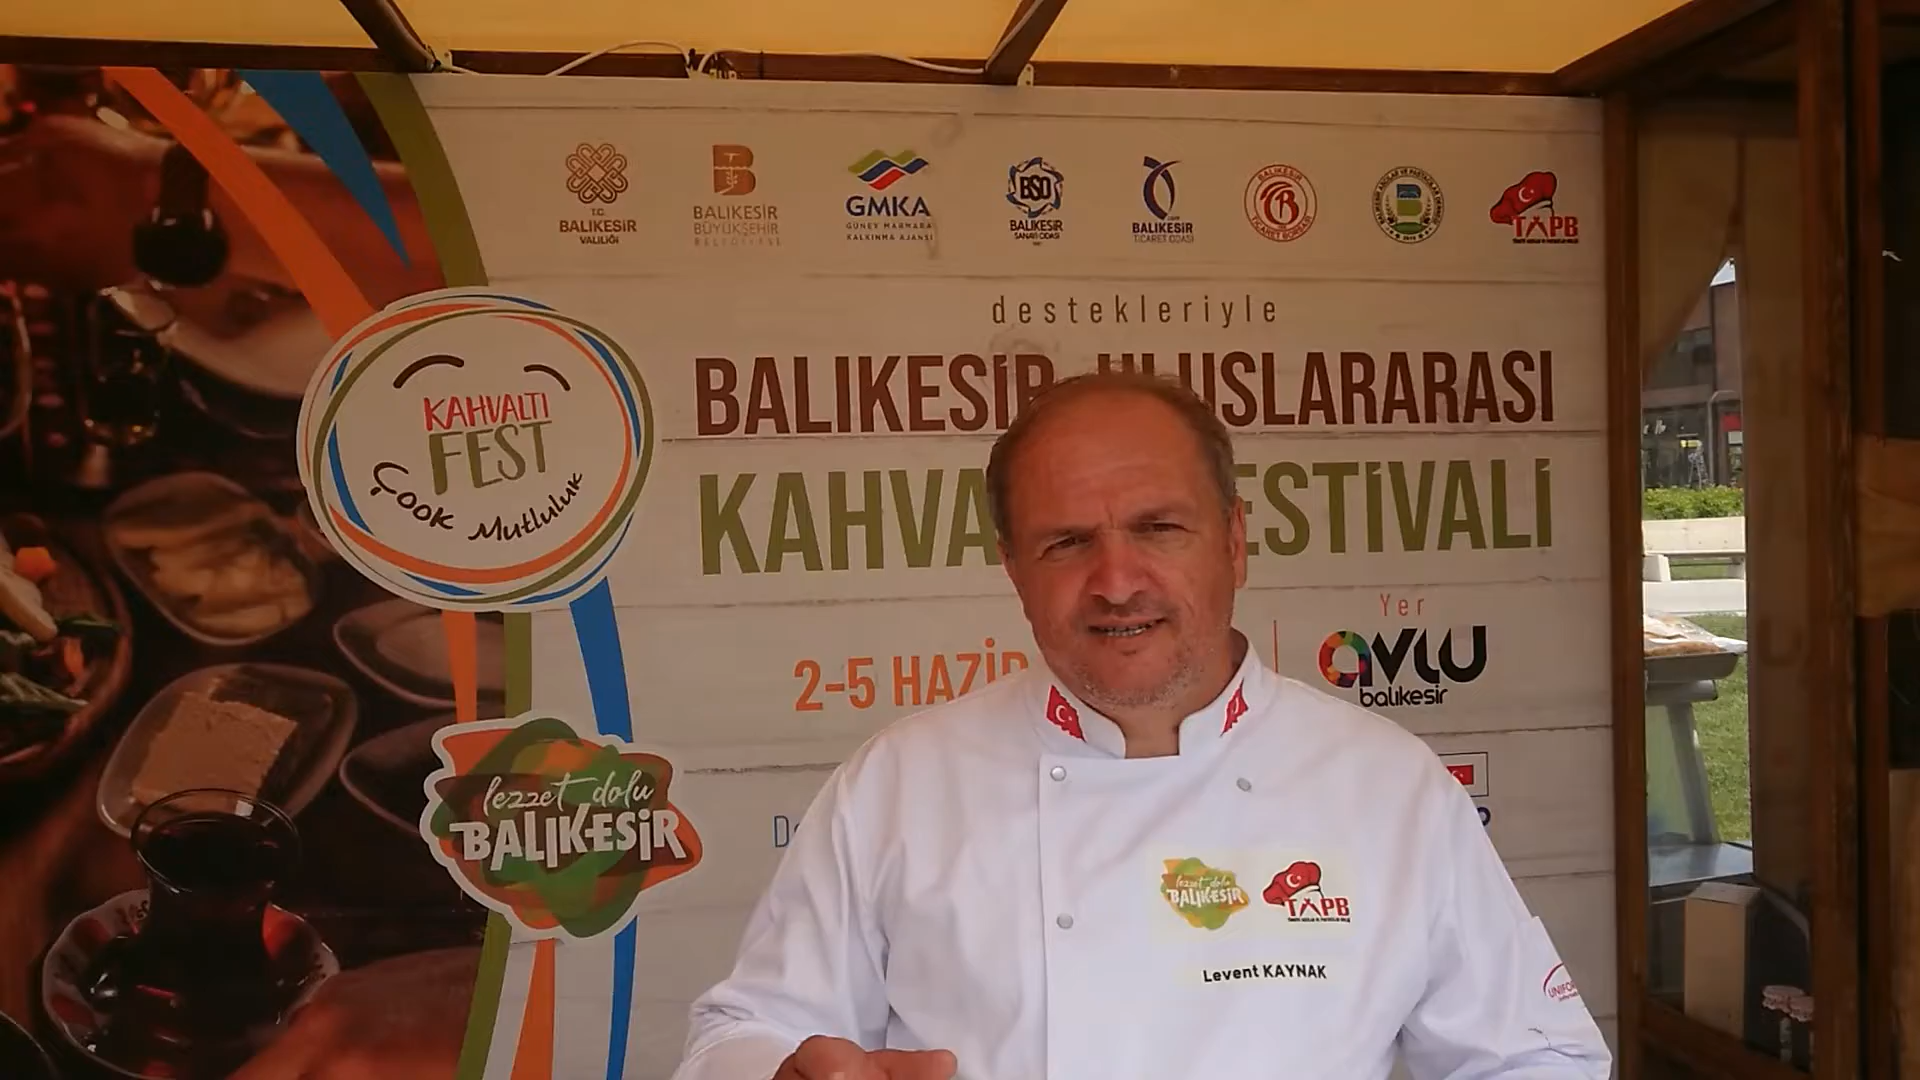 T.C.
BALIKESİR
VALİLİĞİ
BALIKESİR
BÜYÜKŞEHİR
BELEDİYESİ
GMKA
GÜNEY MARMARA
KALKINMA AJANSI
BSO
BALIKESİR
SANAYİ ODASI
BALIKESİR
TİCARET ODASI
BALIKESİR
TİCARET BORSASI
TAPB
destekleriyle
BALIKESİR ULUSLARARASI
KAHVA ESTİVALİ
KAHVALTI
FEST
Çook Mutluluk
2-5 HAZİR
Yer
avlu
balıkesir
lezzet dolu
BALIKESİR
lezzet dolu
BALIKESİR
TAPB
Levent KAYNAK